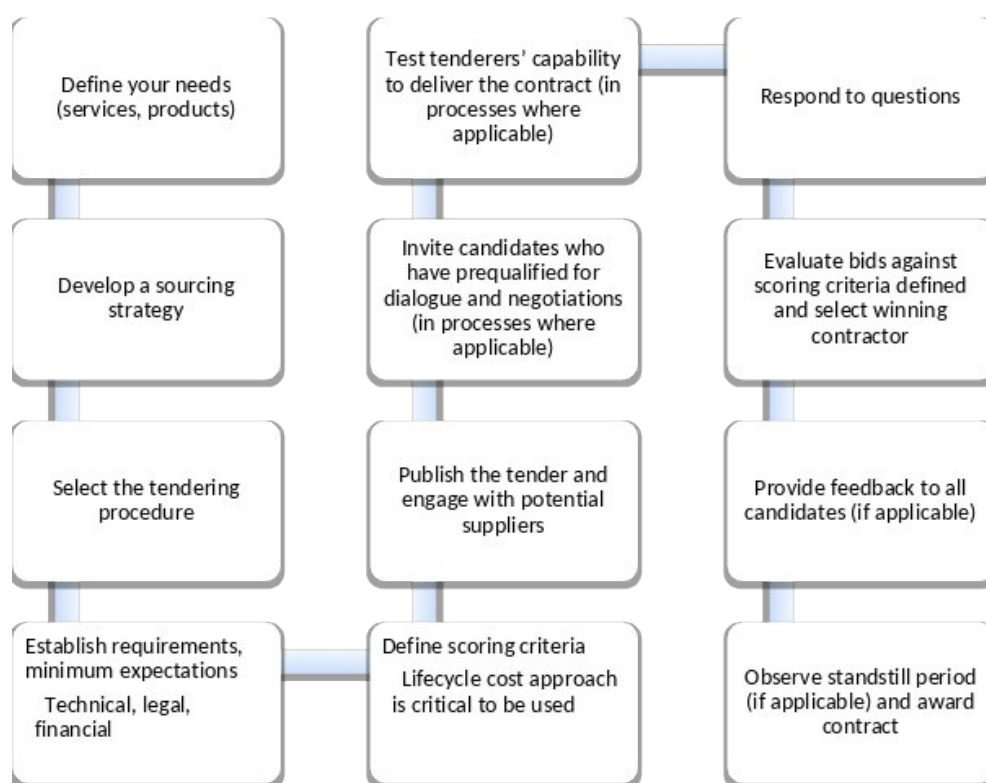 Define your needs
(services, products)
Develop a sourcing
strategy
Select the tendering
procedure
Establish requirements,
minimum expectations
Technical, legal,
financial
Define scoring criteria
Lifecycle cost approach
is critical to be used
Publish the tender and
engage with potential
suppliers
Invite candidates who
have prequalified for
dialogue and negotiations
(in processes where
applicable)
Test tenderers’ capability
to deliver the contract (in
processes where
applicable)
Respond to questions
Evaluate bids against
scoring criteria defined
and select winning
contractor
Provide feedback to all
candidates (if applicable)
Observe standstill period
(if applicable) and award
contract